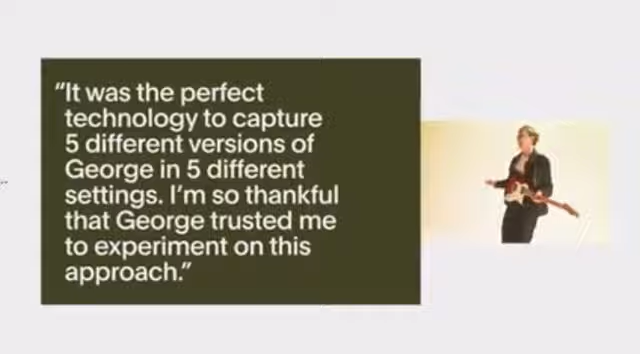 “It was the perfect
technology to capture
5 different versions of
George in 5 different
settings. I’m so thankful
that George trusted me
to experiment on this
approach.”